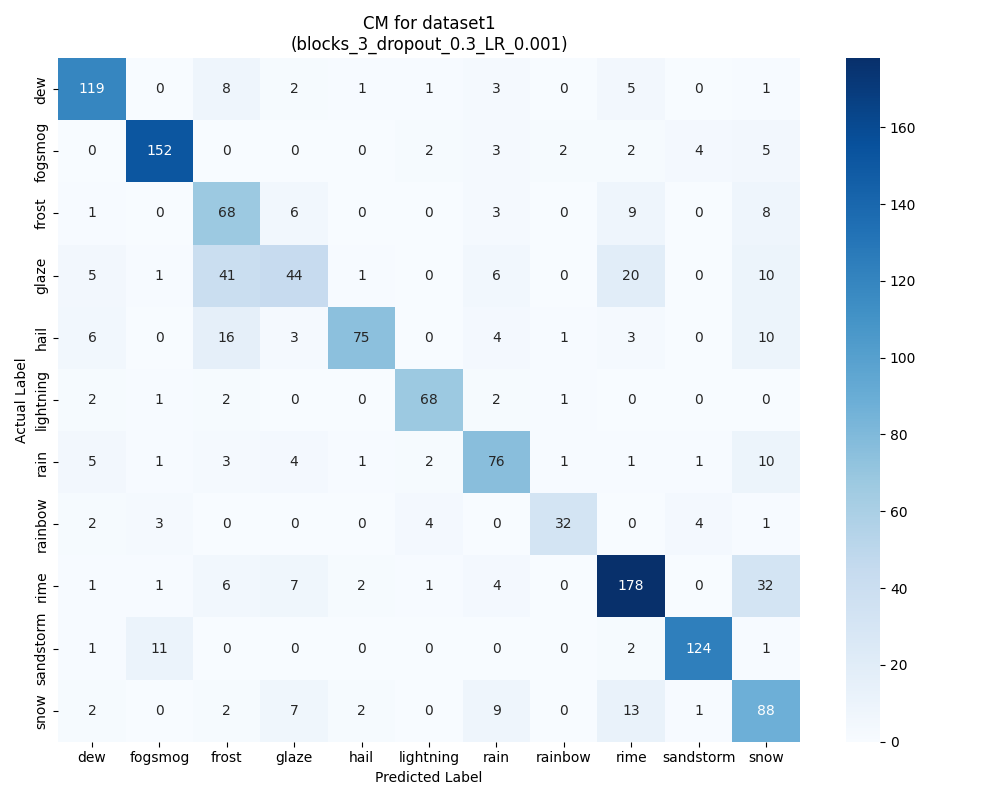 CM for dataset1
(blocks_3_dropout_0.3_LR_0.001)
Actual Label
dew 119 0 8 2 1 1 3 0 5 0 1
fogsmog 0 152 0 0 0 2 3 2 2 4 5
frost 1 0 68 6 0 0 3 0 9 0 8
glaze 5 1 41 44 1 0 6 0 20 0 10
hail 6 0 16 3 75 0 4 1 3 0 10
lightning 2 1 2 0 0 68 2 1 0 0 0
rain 5 1 3 4 1 2 76 1 1 1 10
rainbow 2 3 0 0 0 4 0 32 0 4 1
rime 1 1 6 7 2 1 4 0 178 0 32
sandstorm 1 11 0 0 0 0 0 0 2 124 1
snow 2 0 2 7 2 0 9 0 13 1 88
dew fogsmog frost glaze hail lightning rain rainbow rime sandstorm snow
Predicted Label
160
140
120
100
80
60
40
20
0